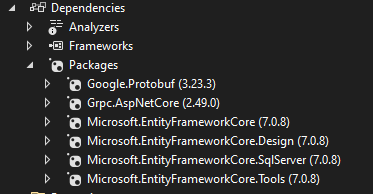 Dependencies
Analyzers
Frameworks
Packages
Google.Protobuf (3.23.3)
Grpc.AspNetCore (2.49.0)
Microsoft.EntityFrameworkCore (7.0.8)
Microsoft.EntityFrameworkCore.Design (7.0.8)
Microsoft.EntityFrameworkCore.SqlServer (7.0.8)
Microsoft.EntityFrameworkCore.Tools (7.0.8)